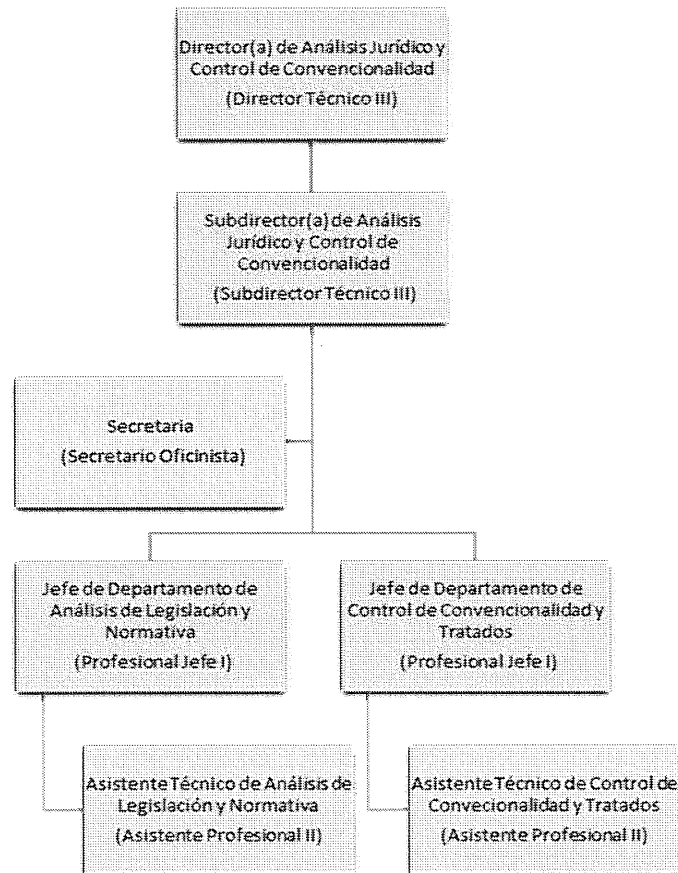 Director(a) de Análisis Jurídico y
Control de Convencionalidad
(Director Técnico III)
Subdirector(a) de Análisis
Jurídico y Control de
Convencionalidad
(Subdirector Técnico III)
Secretaria
(Secretario Oficinista)
Jefe de Departamento de
Análisis de Legislación y
Normativa
(Profesional Jefe I)
Jefe de Departamento de
Control de Convencionalidad y
Tratados
(Profesional Jefe I)
Asistente Técnico de Análisis de
Legislación y Normativa
(Asistente Profesional II)
Asistente Técnico de Control de
Convecionalidad y Tratados
(Asistente Profesional II)